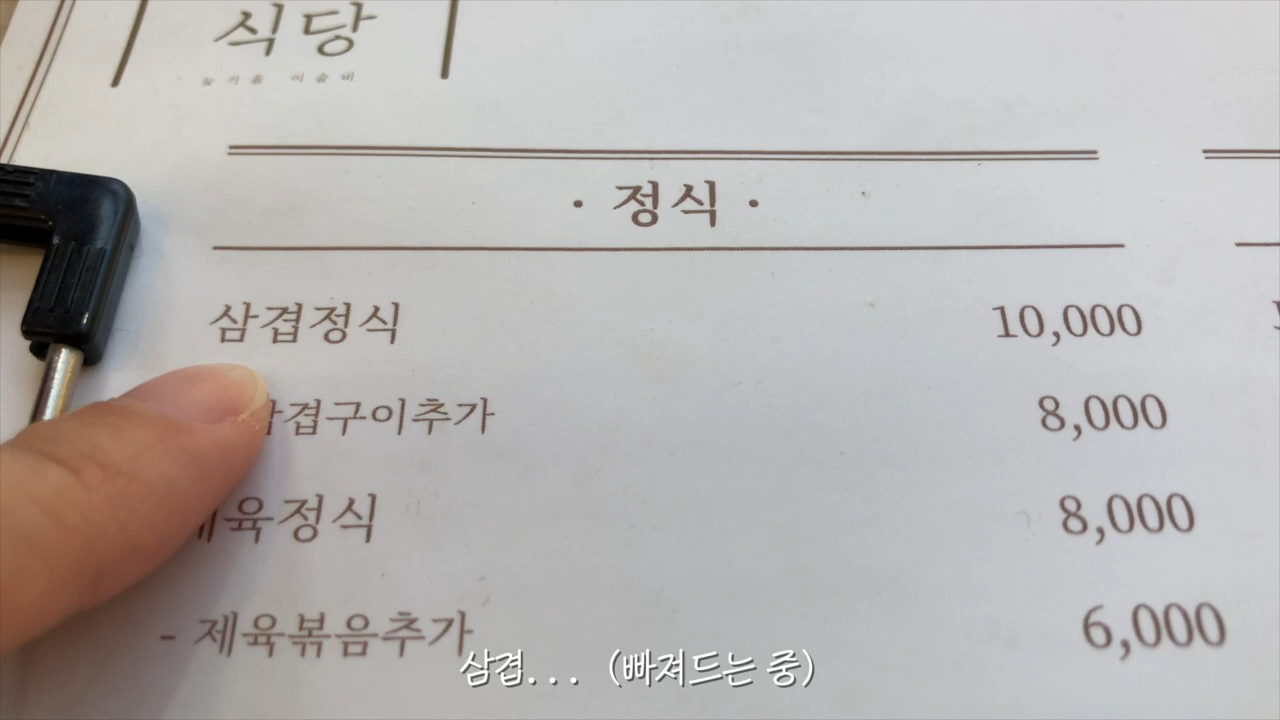 식당
· 정식 ·
삼겹정식 10,000
겹구이추가 8,000
육정식 8,000
- 제육볶음추가 6,000
삼겹... (빠져드는 중)